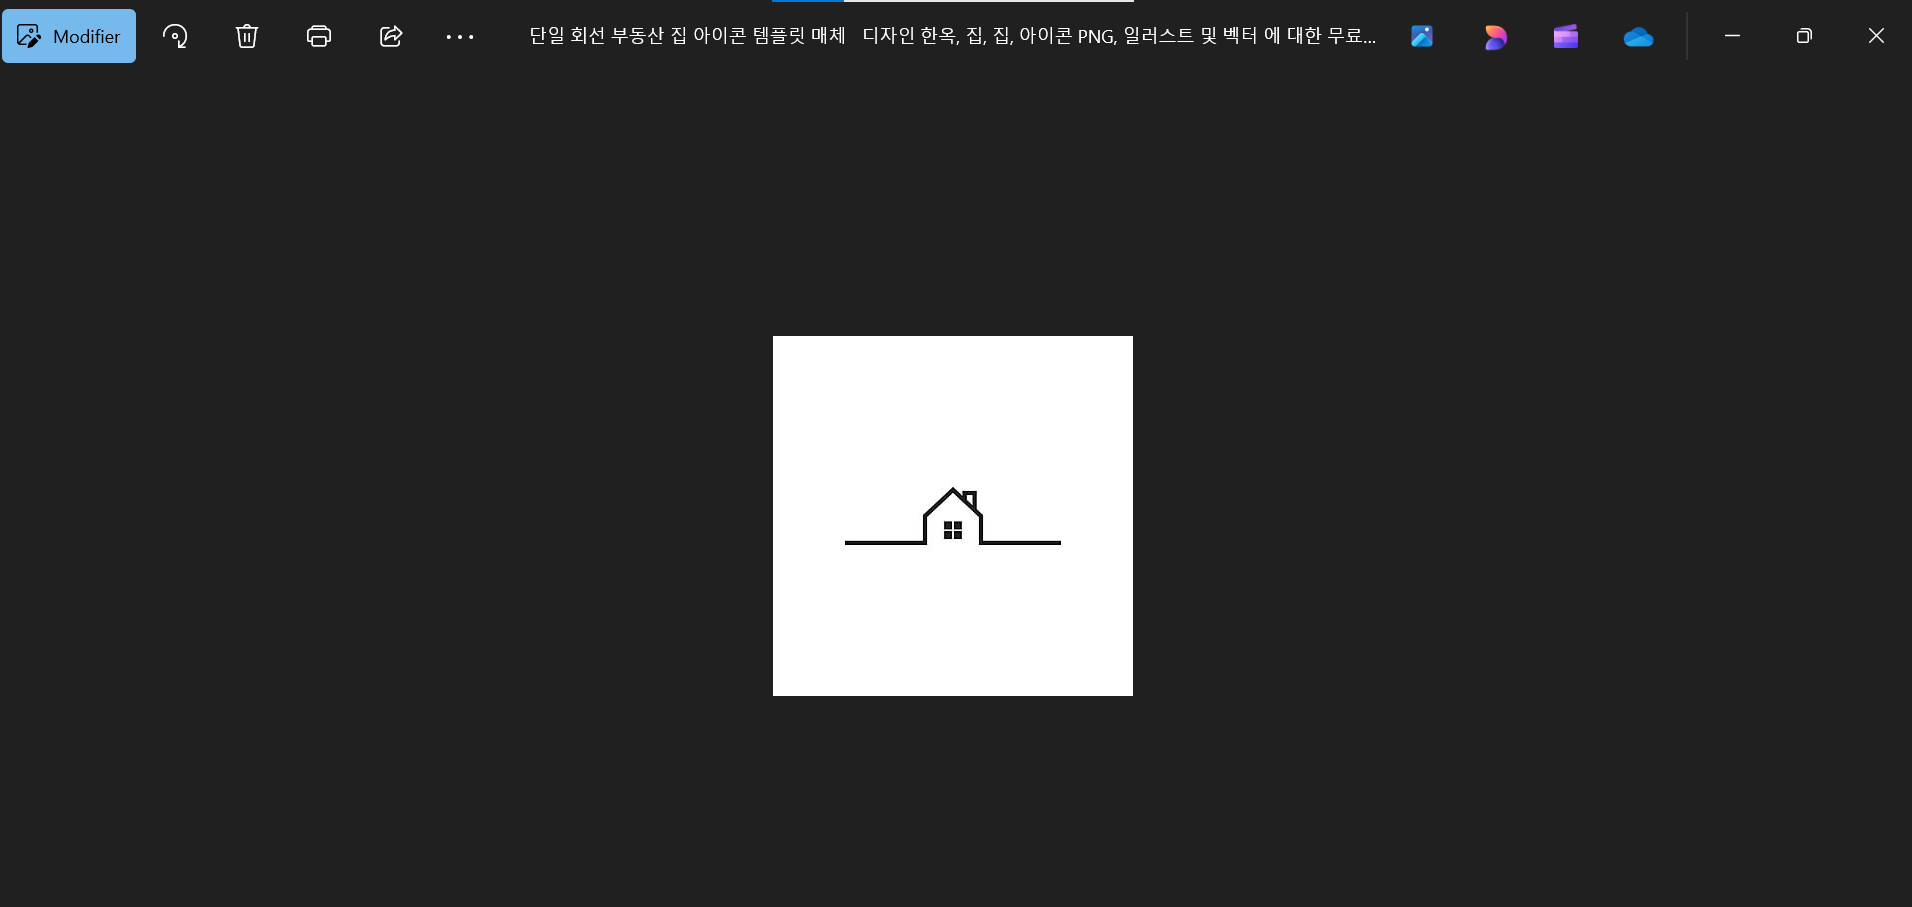 Modifier
단일 회선 부동산 집 아이콘 템플릿 매체   디자인 한옥, 집, 집, 아이콘 PNG, 일러스트 및 벡터 에 대한 무료...